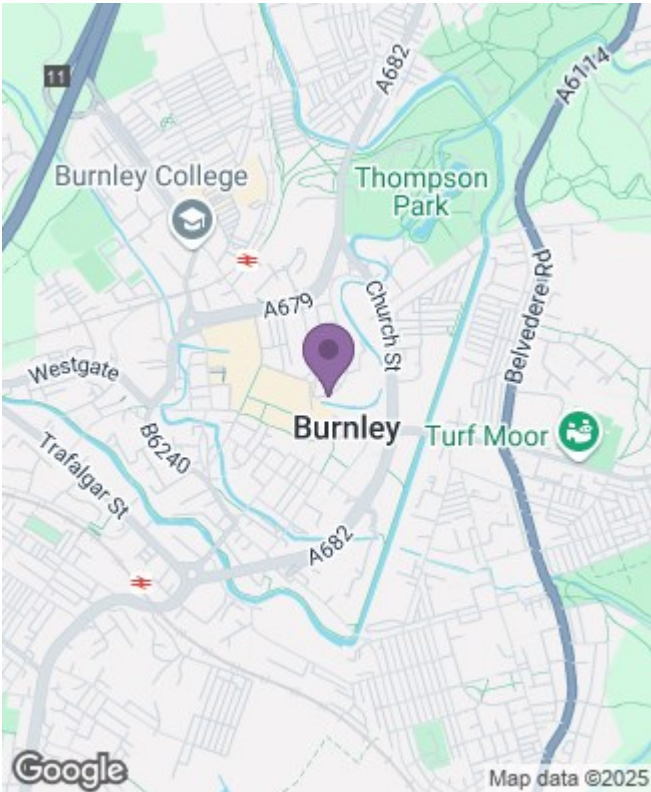 A682
11
A6114
Burnley College
Thompson
Park
A679
Church St
Belvedere Rd
Westgate
Burnley
Turf Moor
B6240
Trafalgar St
A682
Google
Map data ©2025